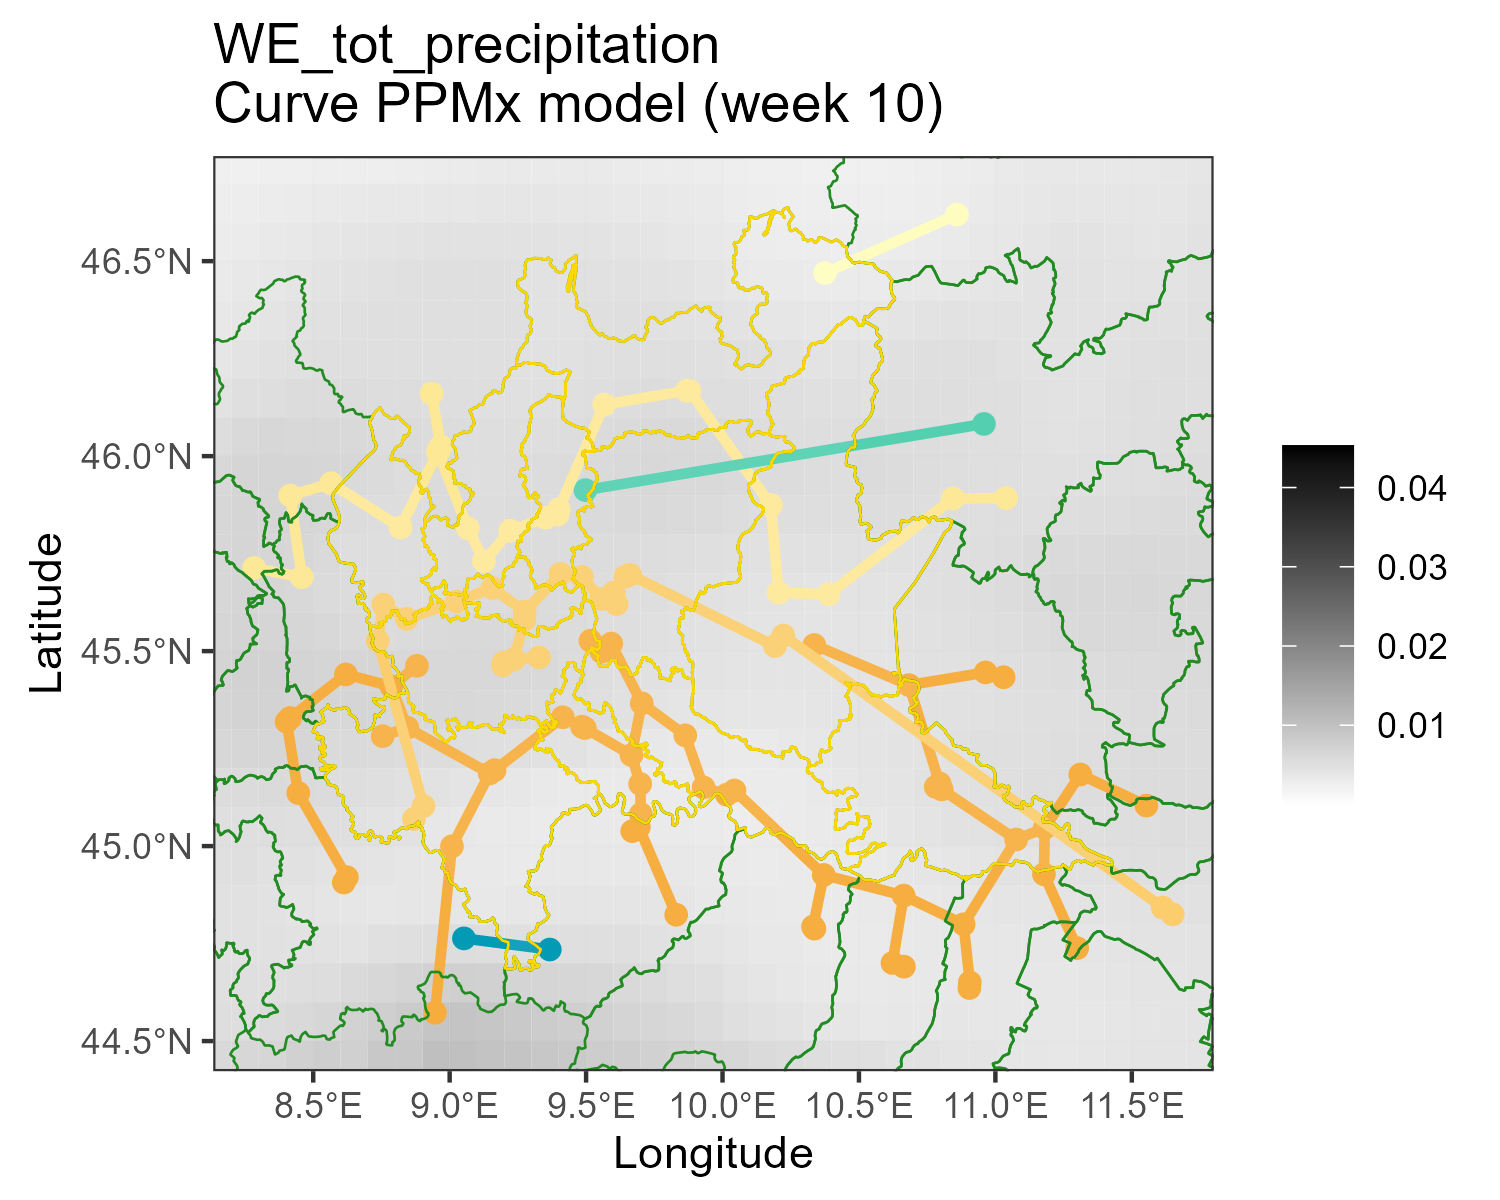 WE_tot_precipitation
Curve PPMx model (week 10)
46.5°N
46.0°N
45.5°N
45.0°N
44.5°N
Latitude
8.5°E 9.0°E 9.5°E 10.0°E 10.5°E 11.0°E 11.5°E
Longitude
0.04
0.03
0.02
0.01